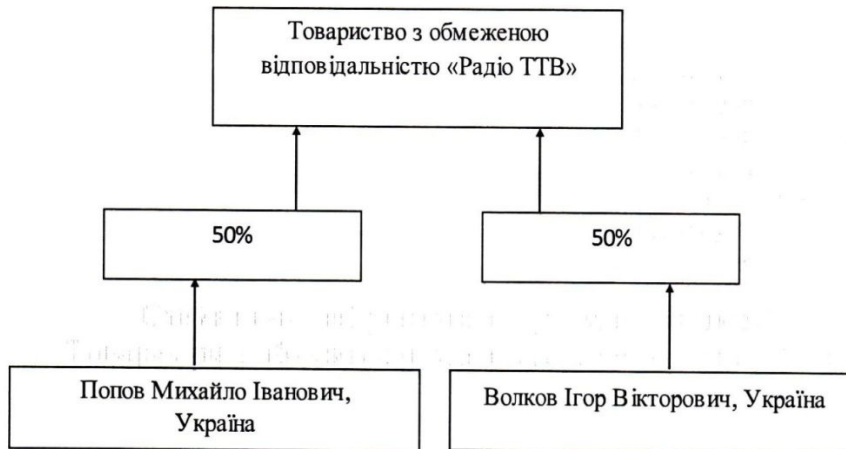 Товариство з обмеженою
відповідальністю «Радіо ТТВ»
50%
50%
Попов Михайло Іванович,
Україна
Волков Ігор Вікторович, Україна